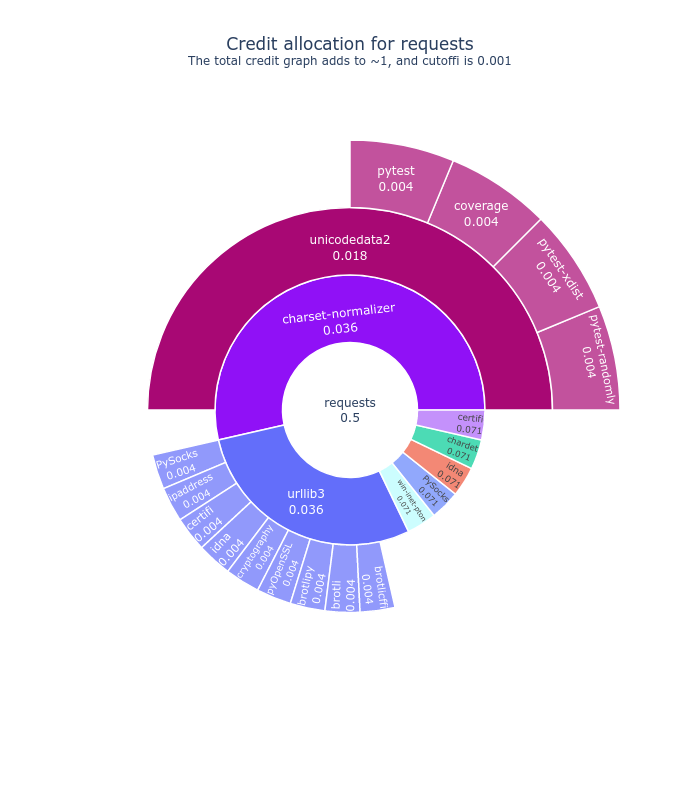 Credit allocation for requests
The total credit graph adds to ~1, and cutoffi is 0.001
pytest
0.004
coverage
0.004
pytest-xdist
0.004
pytest-randomly
0.004
unicodedata2
0.018
charset-normalizer
0.036
requests
0.5
certifi
0.071
chardet
0.071
idna
0.071
PySocks
0.071
win-inet-pton
0.071
urllib3
0.036
PySocks
0.004
ipaddress
0.004
certifi
0.004
idna
0.004
cryptography
0.004
pyOpenSSL
0.004
brotlipy
0.004
brotli
0.004
brotlicffi
0.004